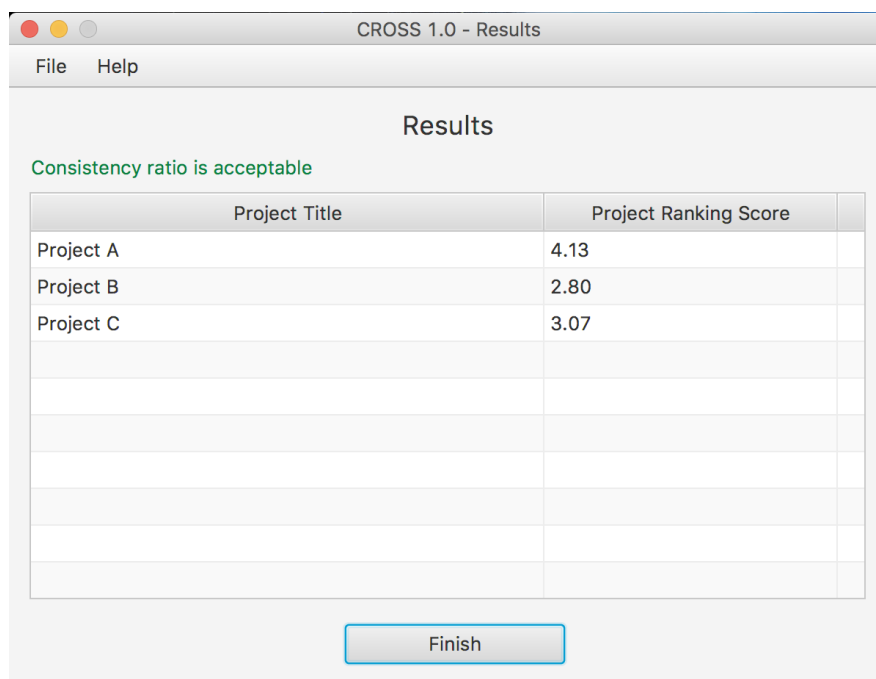 CROSS 1.0 - Results
File Help
Results
Consistency ratio is acceptable
Project Title Project Ranking Score
Project A 4.13
Project B 2.80
Project C 3.07
Finish